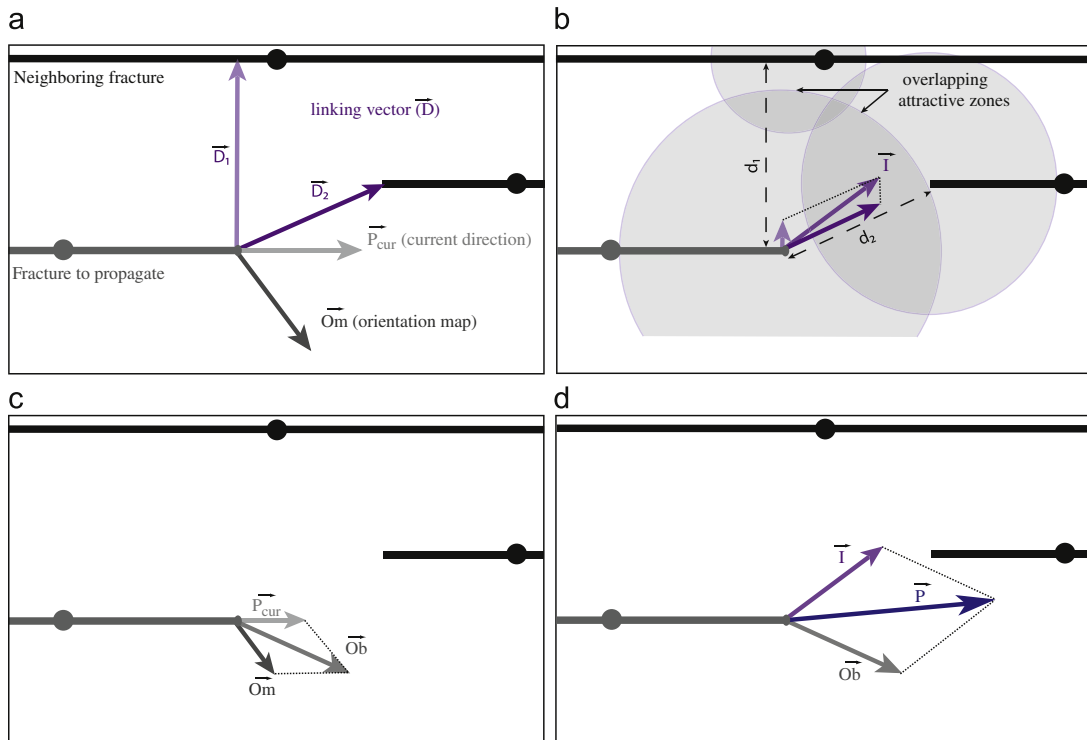 a
Neighboring fracture
linking vector (D)
D₁
D₂
Pcur (current direction)
Fracture to propagate
Om (orientation map)
b
overlapping
attractive zones
d₁
I
d₂
c
Pcur
Ob
Om
d
I
P
Ob